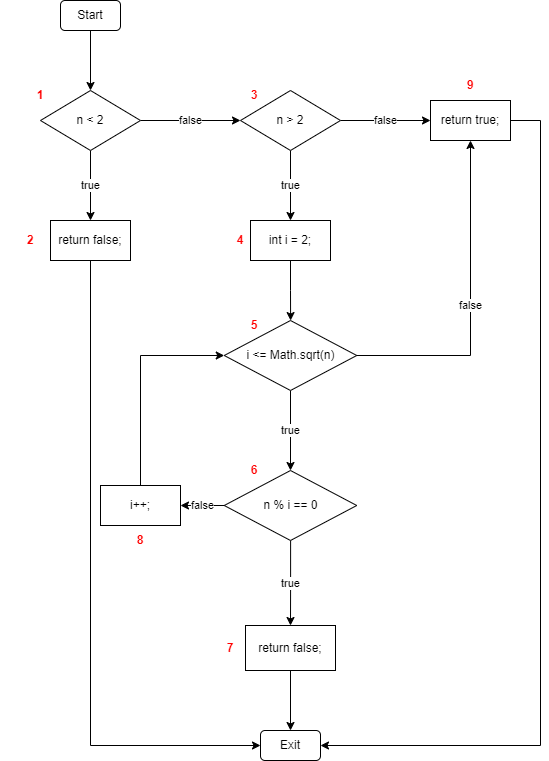 Start
1
n < 2
false
3
n > 2
false
9
return true;
true
true
2
return false;
4
int i = 2;
5
i <= Math.sqrt(n)
false
true
6
n % i == 0
false
i++;
8
true
7
return false;
Exit